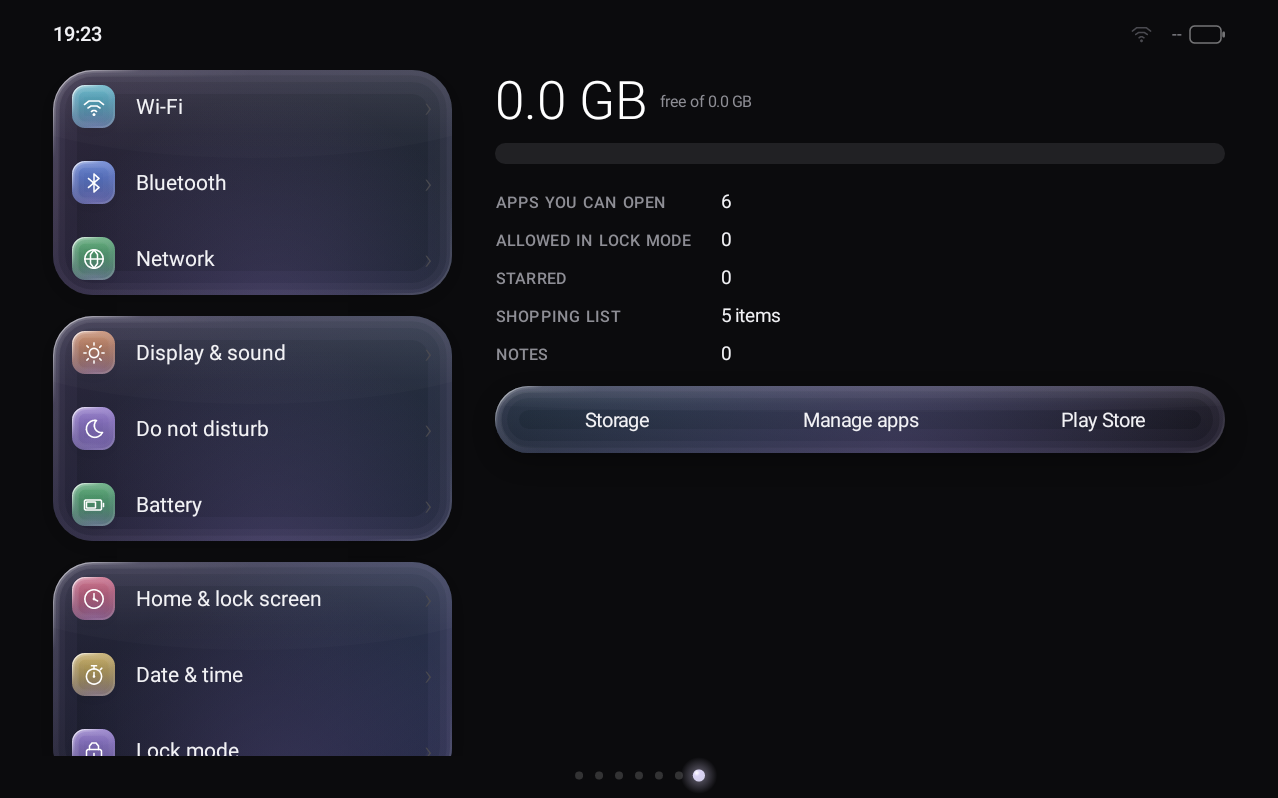 19:23
--
Wi-Fi
Bluetooth
Network
Display & sound
Do not disturb
Battery
Home & lock screen
Date & time
Lock mode
0.0 GB free of 0.0 GB
APPS YOU CAN OPEN 6
ALLOWED IN LOCK MODE 0
STARRED 0
SHOPPING LIST 5 items
NOTES 0
Storage Manage apps Play Store